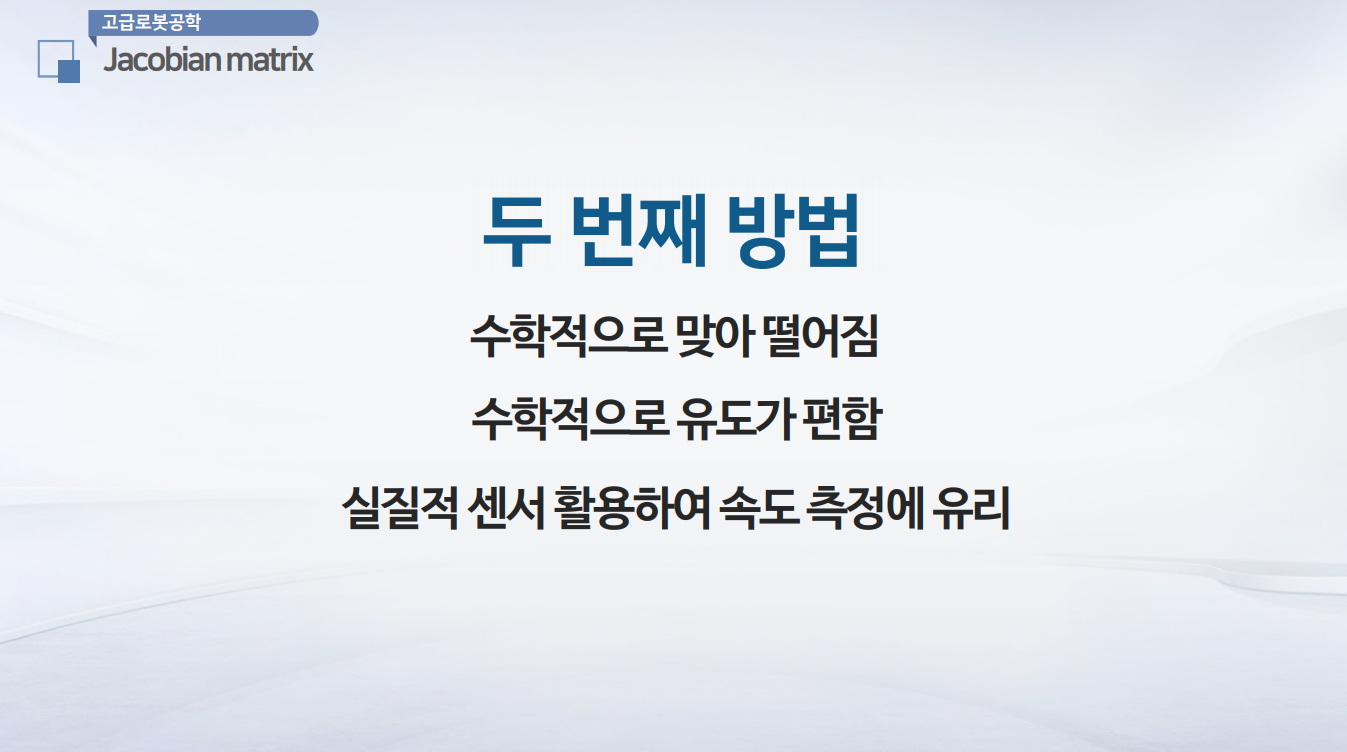 고급로봇공학
Jacobian matrix
두 번째 방법
수학적으로 맞아 떨어짐
수학적으로 유도가 편함
실질적 센서 활용하여 속도 측정에 유리